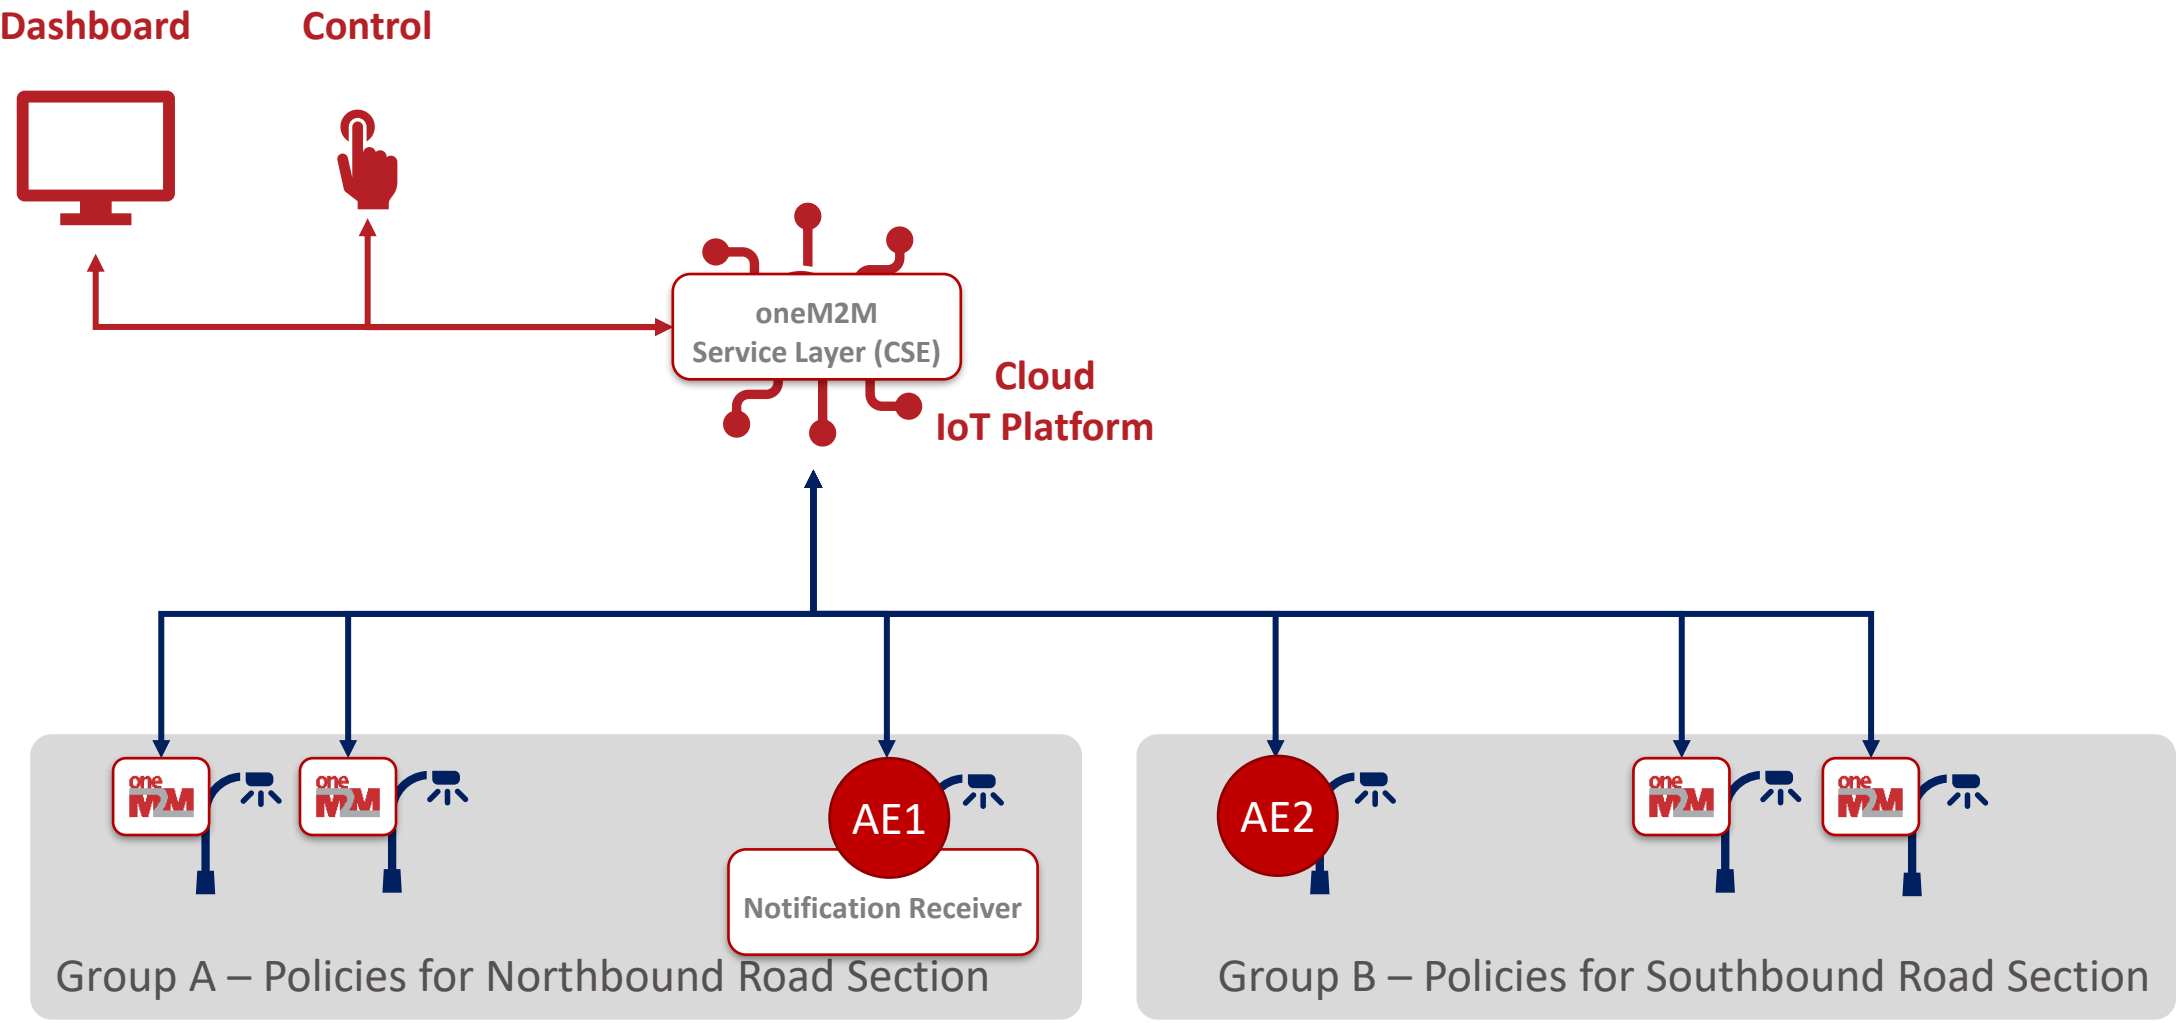 Dashboard
Control
oneM2M
Service Layer (CSE)
Cloud
IoT Platform
one
M2M
one
M2M
AE1
AE2
one
M2M
one
M2M
Notification Receiver
Group A – Policies for Northbound Road Section
Group B – Policies for Southbound Road Section